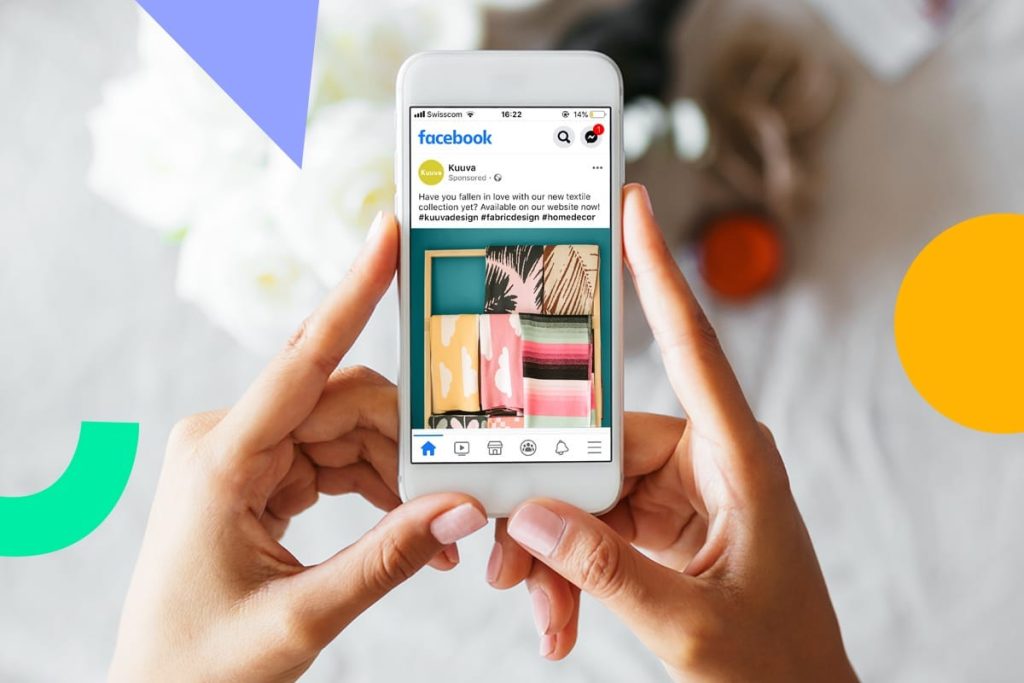 Swisscom 16:22 14%
facebook
1
Kuuva
Kuuva
Sponsored ·
Have you fallen in love with our new textile
collection yet? Available on our website now!
#kuuvadesign #fabricdesign #homedecor